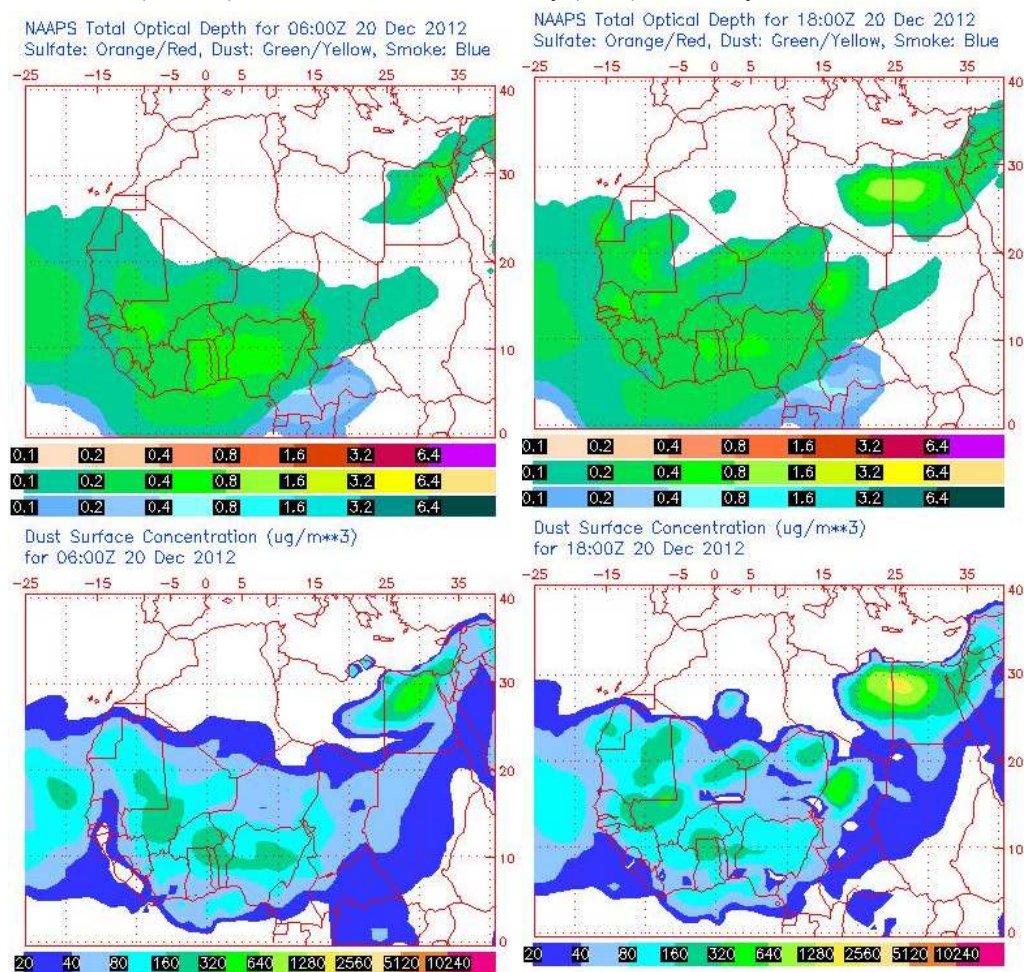 NAAPS Total Optical Depth for 06:00Z 20 Dec 2012
Sulfate: Orange/Red, Dust: Green/Yellow, Smoke: Blue
-25 -15 -5 0 5 15 25 35
40
30
20
10
0
0.1 0.2 0.4 0.8 1.6 3.2 6.4
0.1 0.2 0.4 0.8 1.6 3.2 6.4
0.1 0.2 0.4 0.8 1.6 3.2 6.4
NAAPS Total Optical Depth for 18:00Z 20 Dec 2012
Sulfate: Orange/Red, Dust: Green/Yellow, Smoke: Blue
-25 -15 -5 0 5 15 25 35
40
30
20
10
0
0.1 0.2 0.4 0.8 1.6 3.2 6.4
0.1 0.2 0.4 0.8 1.6 3.2 6.4
0.1 0.2 0.4 0.8 1.6 3.2 6.4
Dust Surface Concentration (ug/m**3)
for 06:00Z 20 Dec 2012
-25 -15 -5 0 5 15 25 35
40
30
20
10
0
20 40 80 160 320 640 1280 2560 5120 10240
Dust Surface Concentration (ug/m**3)
for 18:00Z 20 Dec 2012
-25 -15 -5 0 5 15 25 35
40
30
20
10
0
20 40 80 160 320 640 1280 2560 5120 10240